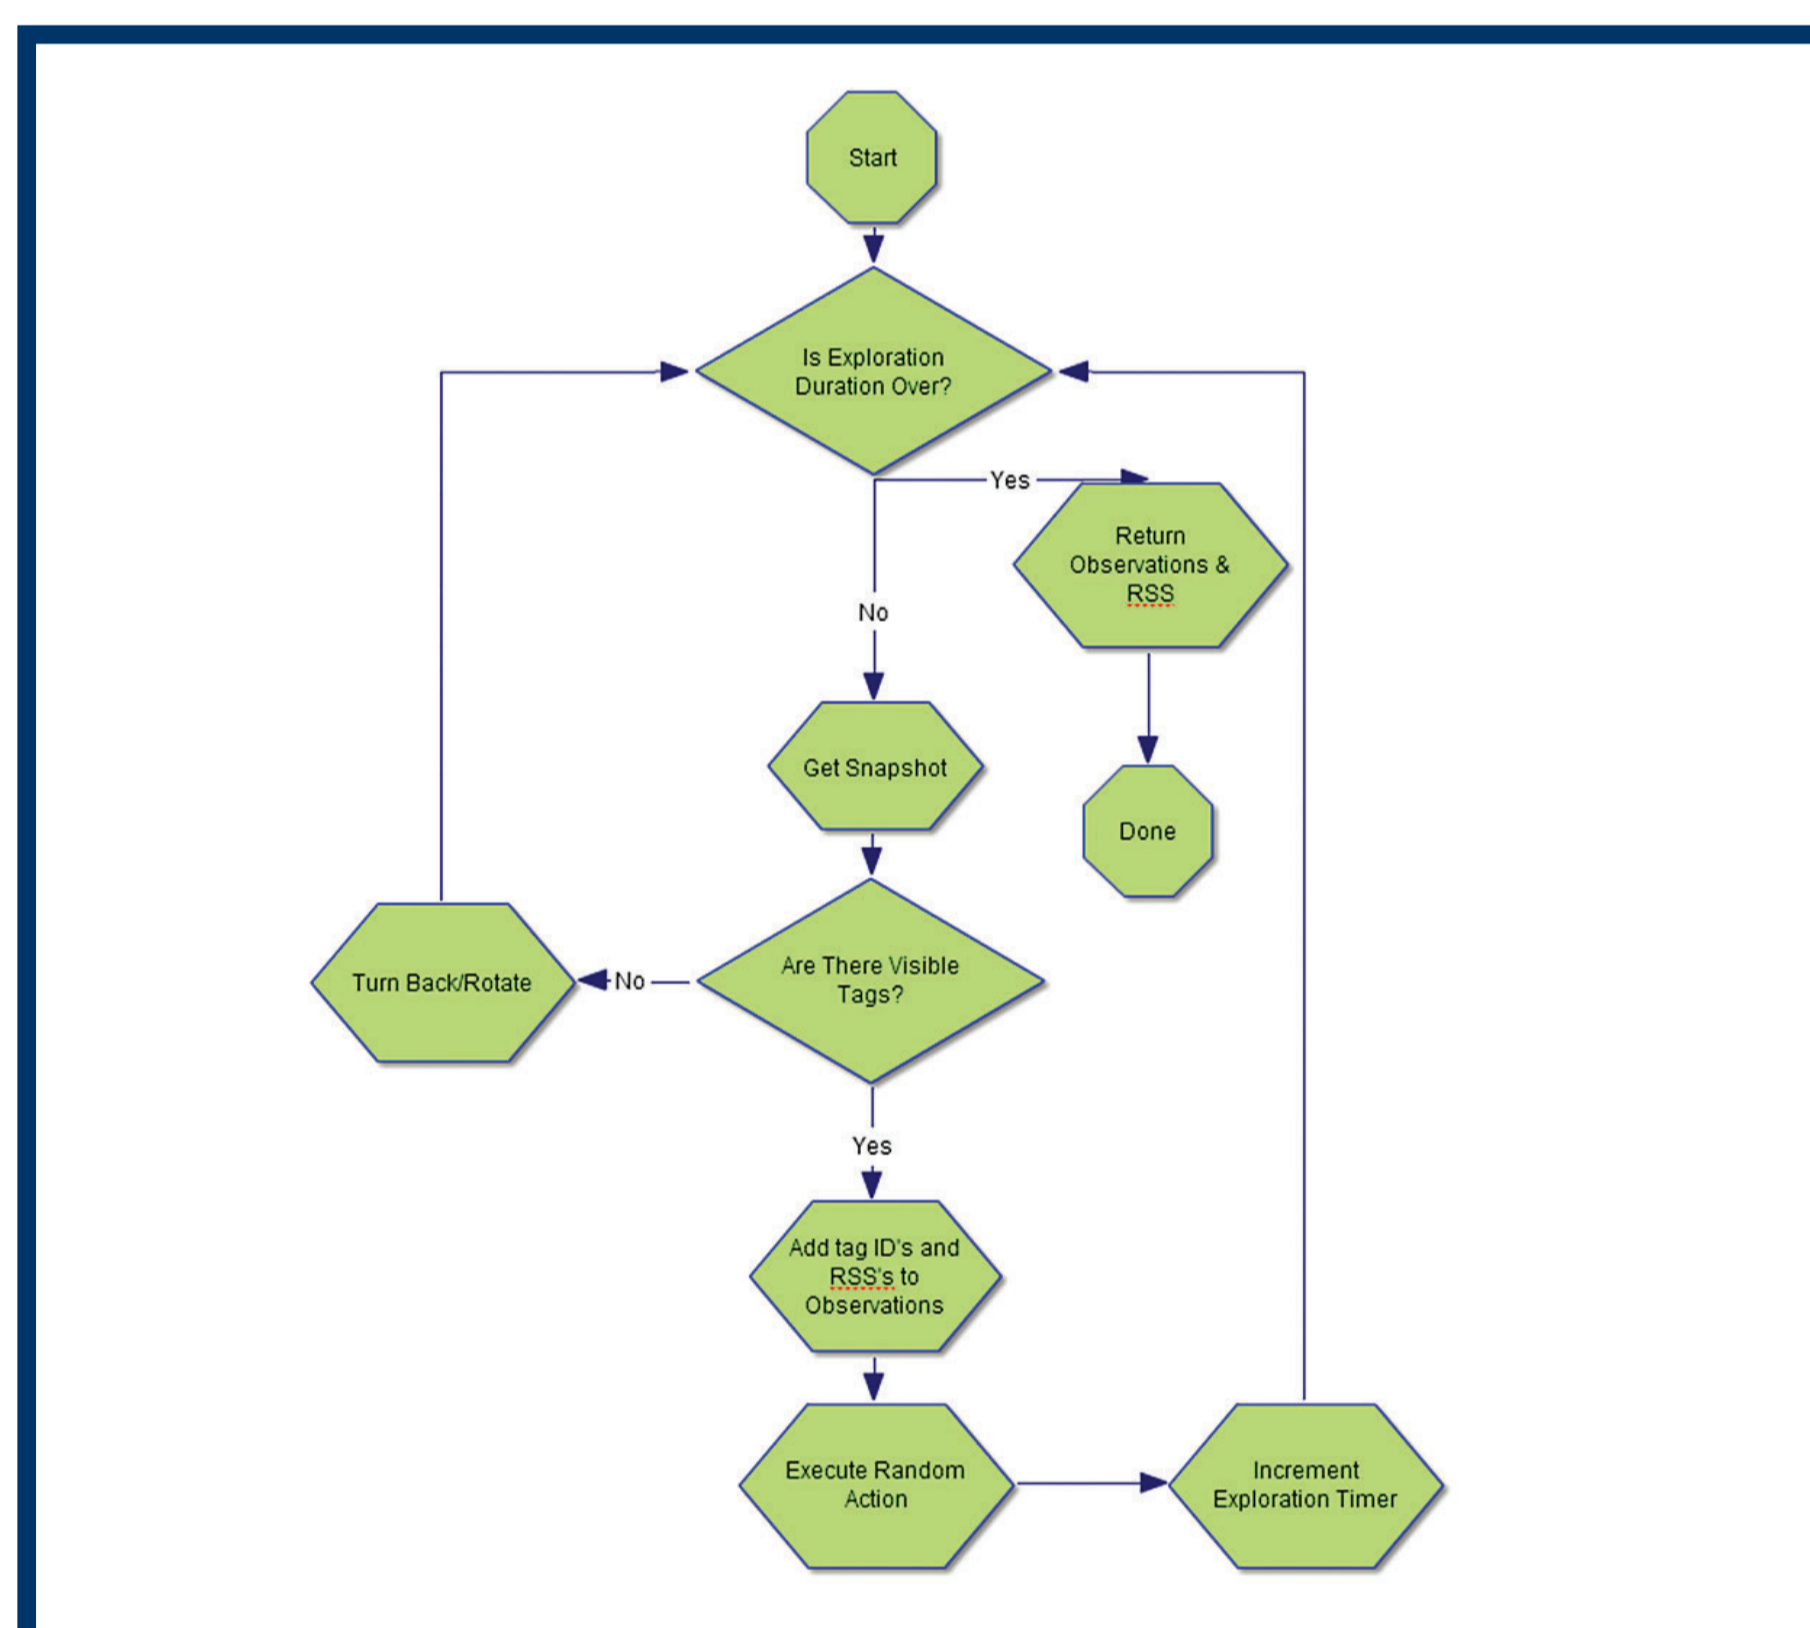 Start
Is Exploration
Duration Over?
Yes
Return
Observations &
RSS
No
Get Snapshot
Done
Are There Visible
Tags?
No
Turn Back/Rotate
Yes
Add tag ID's and
RSS's to
Observations
Execute Random
Action
Increment
Exploration Timer